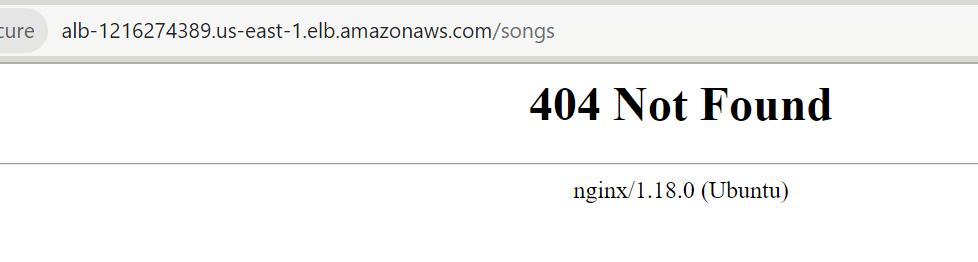 cure alb-1216274389.us-east-1.elb.amazonaws.com/songs
404 Not Found
nginx/1.18.0 (Ubuntu)